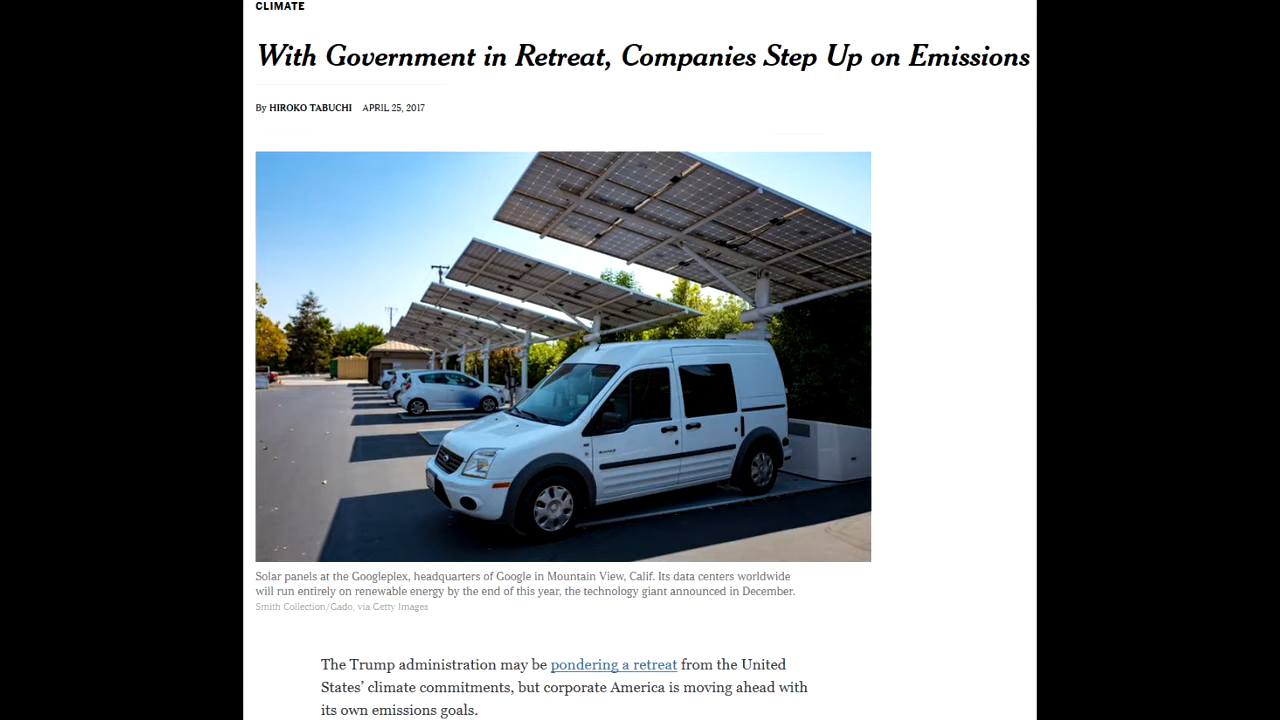 CLIMATE
With Government in Retreat, Companies Step Up on Emissions
By HIROKO TABUCHI APRIL 25, 2017
Solar panels at the Googleplex, headquarters of Google in Mountain View, Calif. Its data centers worldwide
will run entirely on renewable energy by the end of this year, the technology giant announced in December.
Smith Collection/Gado, via Getty Images
The Trump administration may be pondering a retreat from the United
States’ climate commitments, but corporate America is moving ahead with
its own emissions goals.